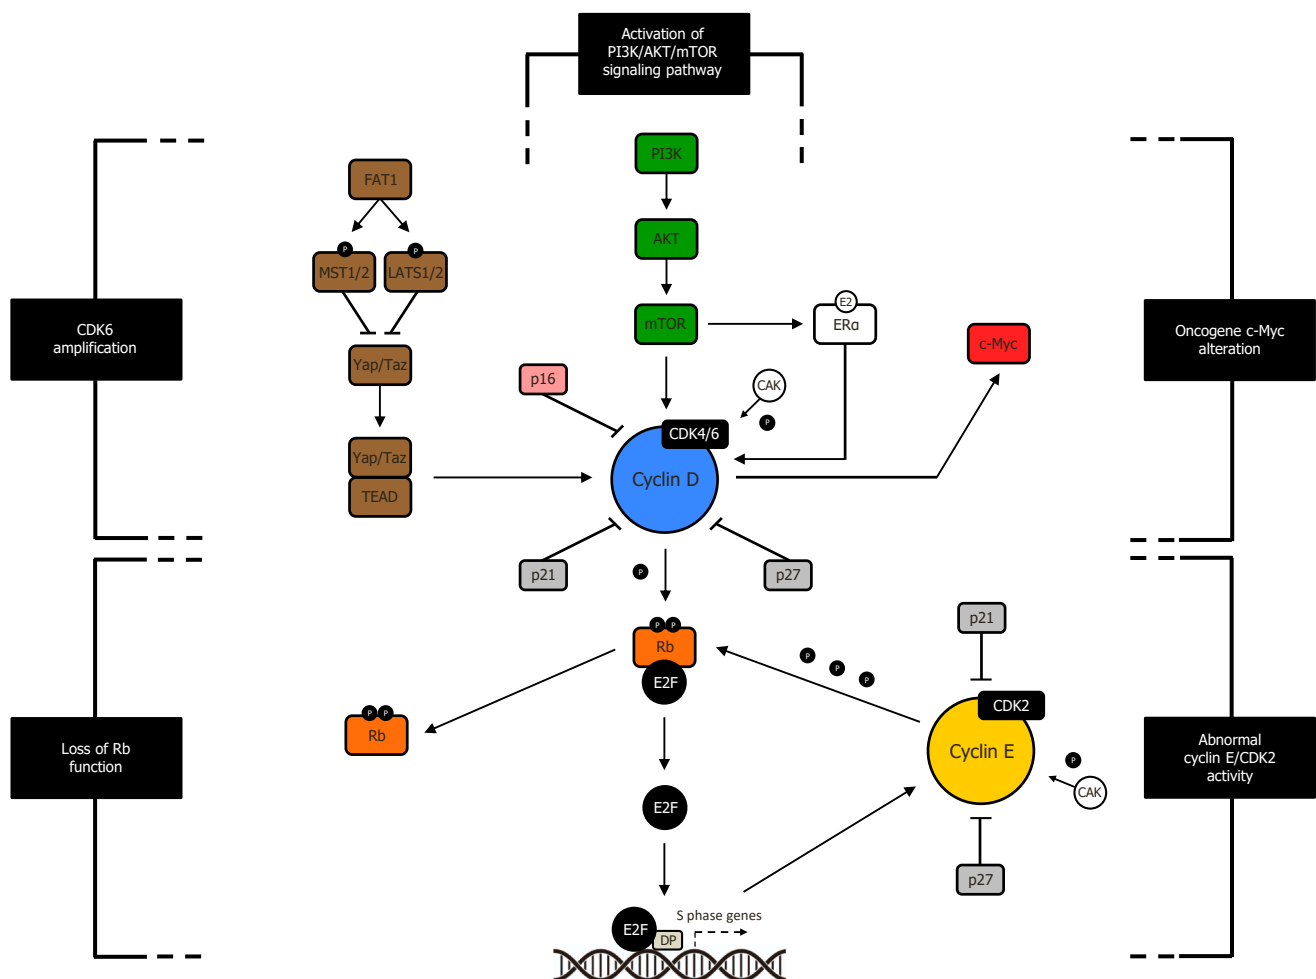 Activation of
PI3K/AKT/mTOR
signaling pathway
PI3K
FAT1
AKT
P
P
MST1/2
LATS1/2
E2
mTOR
ERα
CDK6
amplification
Oncogene c-Myc
alteration
c-Myc
Yap/Taz
p16
CAK
P
CDK4/6
Yap/Taz
TEAD
Cyclin D
p21
P
p27
p21
P P
Rb
E2F
P
P
P
CDK2
P P
Rb
Loss of Rb
function
Cyclin E
P
CAK
Abnormal
cyclin E/CDK2
activity
E2F
p27
S phase genes
E2F
DP